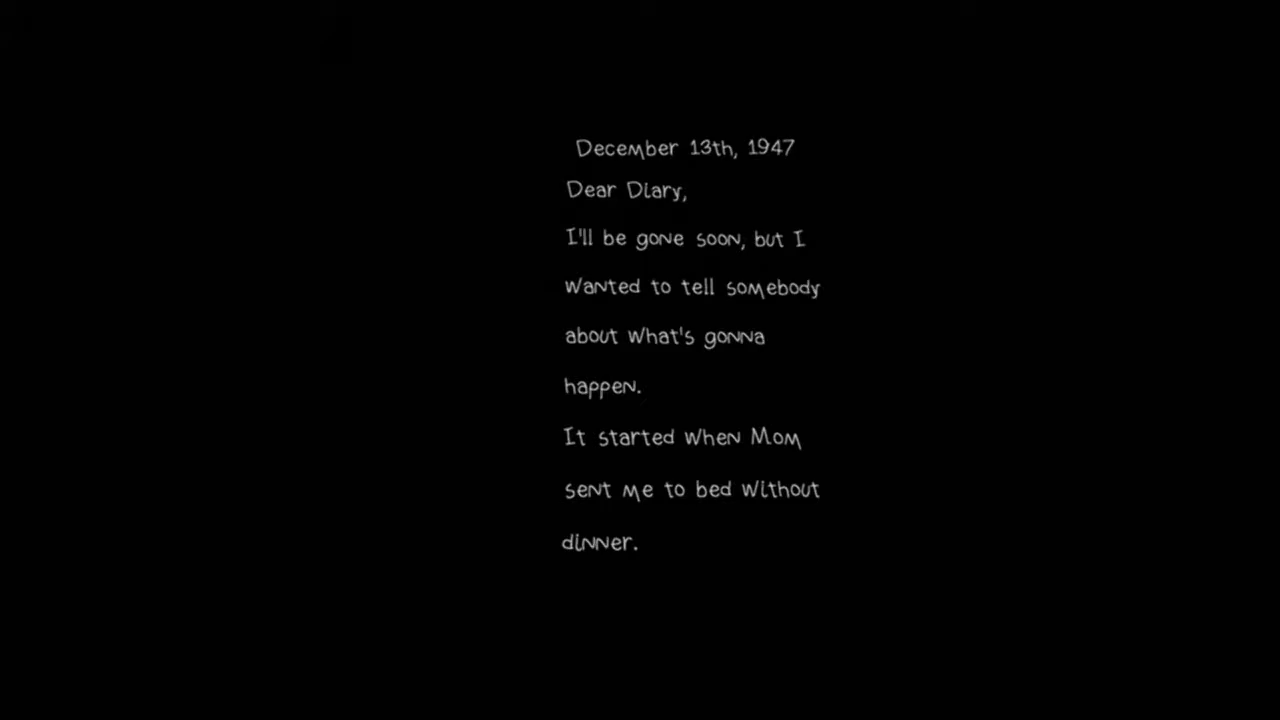 December 13th, 1947
Dear Diary,
I'll be gone soon, but I
wanted to tell somebody
about what's gonna
happen.
It started when Mom
sent me to bed without
dinner.